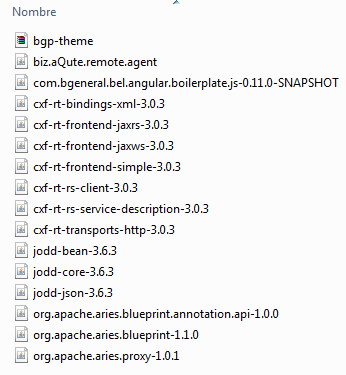 Nombre
bgp-theme
biz.aQute.remote.agent
com.bgeneral.bel.angular.boilerplate.js-0.11.0-SNAPSHOT
cxf-rt-bindings-xml-3.0.3
cxf-rt-frontend-jaxrs-3.0.3
cxf-rt-frontend-jaxws-3.0.3
cxf-rt-frontend-simple-3.0.3
cxf-rt-rs-client-3.0.3
cxf-rt-rs-service-description-3.0.3
cxf-rt-transports-http-3.0.3
jodd-bean-3.6.3
jodd-core-3.6.3
jodd-json-3.6.3
org.apache.aries.blueprint.annotation.api-1.0.0
org.apache.aries.blueprint-1.1.0
org.apache.aries.proxy-1.0.1